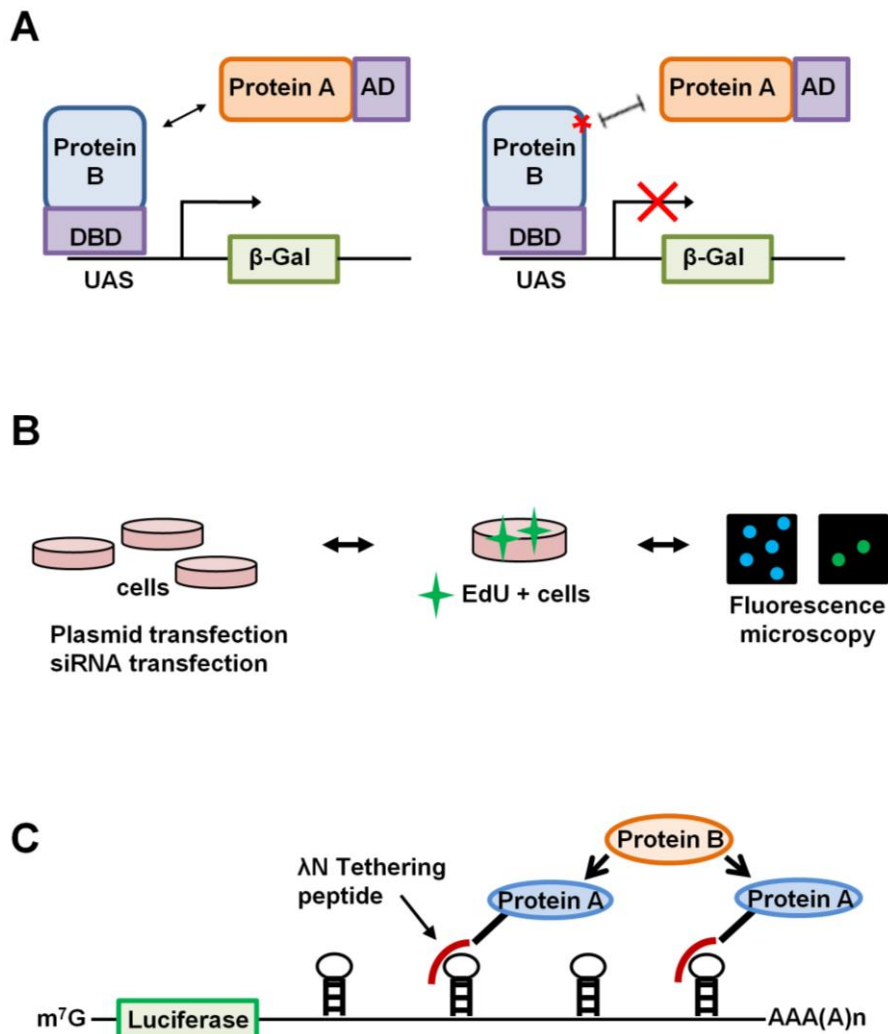 A
Protein A AD
Protein
B
DBD
UAS
β-Gal
Protein A AD
Protein
B
DBD
UAS
β-Gal
B
cells
Plasmid transfection
siRNA transfection
EdU + cells
Fluorescence
microscopy
C
λN Tethering
peptide
Protein B
Protein A
Protein A
m⁷G
Luciferase
AAA(A)n